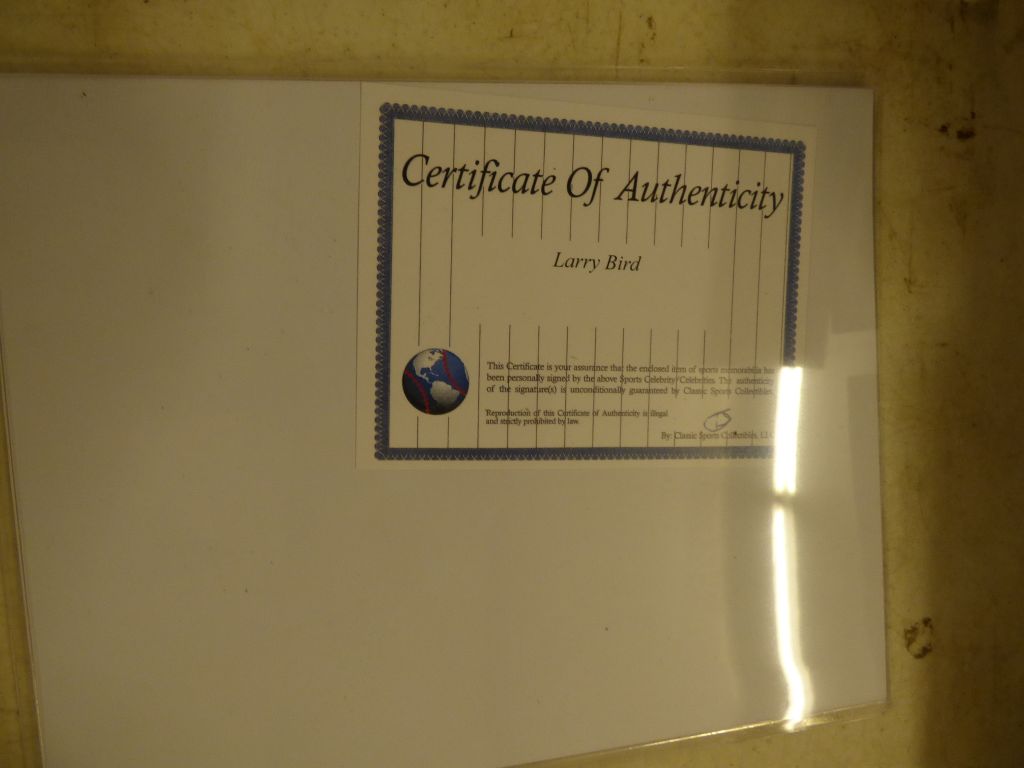 Certificate Of Authenticity
Larry Bird
This Certificate is your assurance that the enclosed item of sports memorabilia has
been personally signed by the above Sports Celebrity/Celebrities. The authenticity
of the signature(s) is unconditionally guaranteed by Classic Sports Collectibles.
Reproduction of this Certificate of Authenticity is illegal
and strictly prohibited by law.
By: Classic Sports Collectibles, LLC